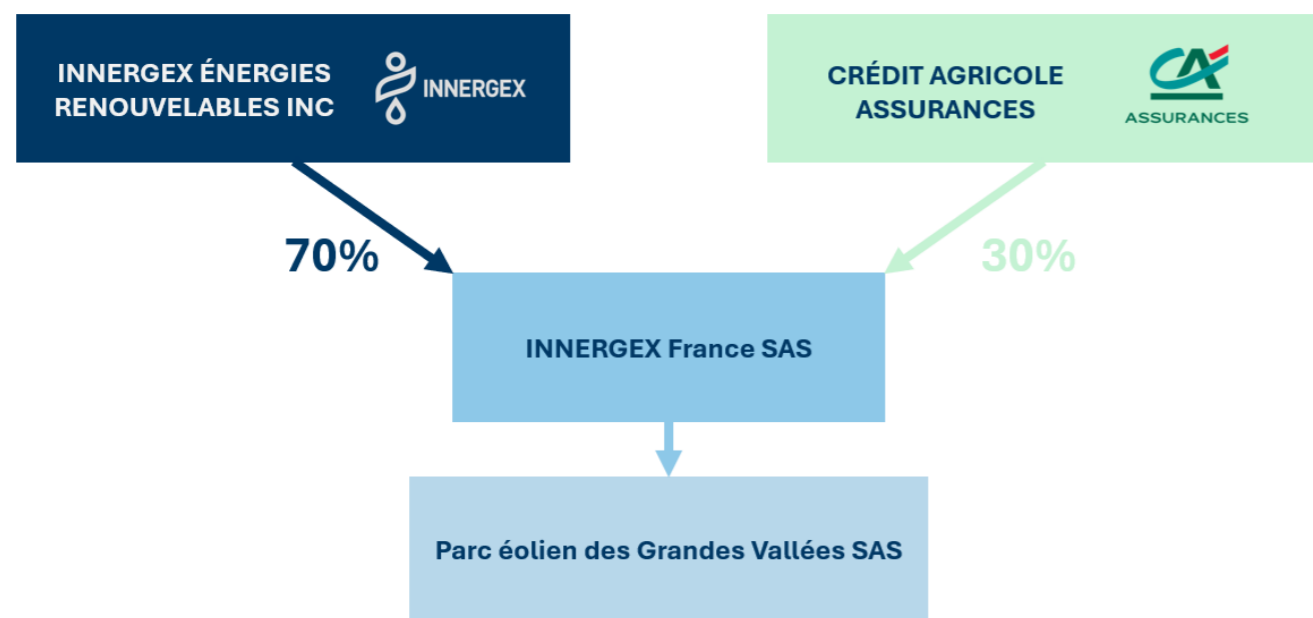 INNERGEX ÉNERGIES
RENOUVELABLES INC
INNERGEX
CRÉDIT AGRICOLE
ASSURANCES
CA
ASSURANCES
70%
30%
INNERGEX France SAS
Parc éolien des Grandes Vallées SAS